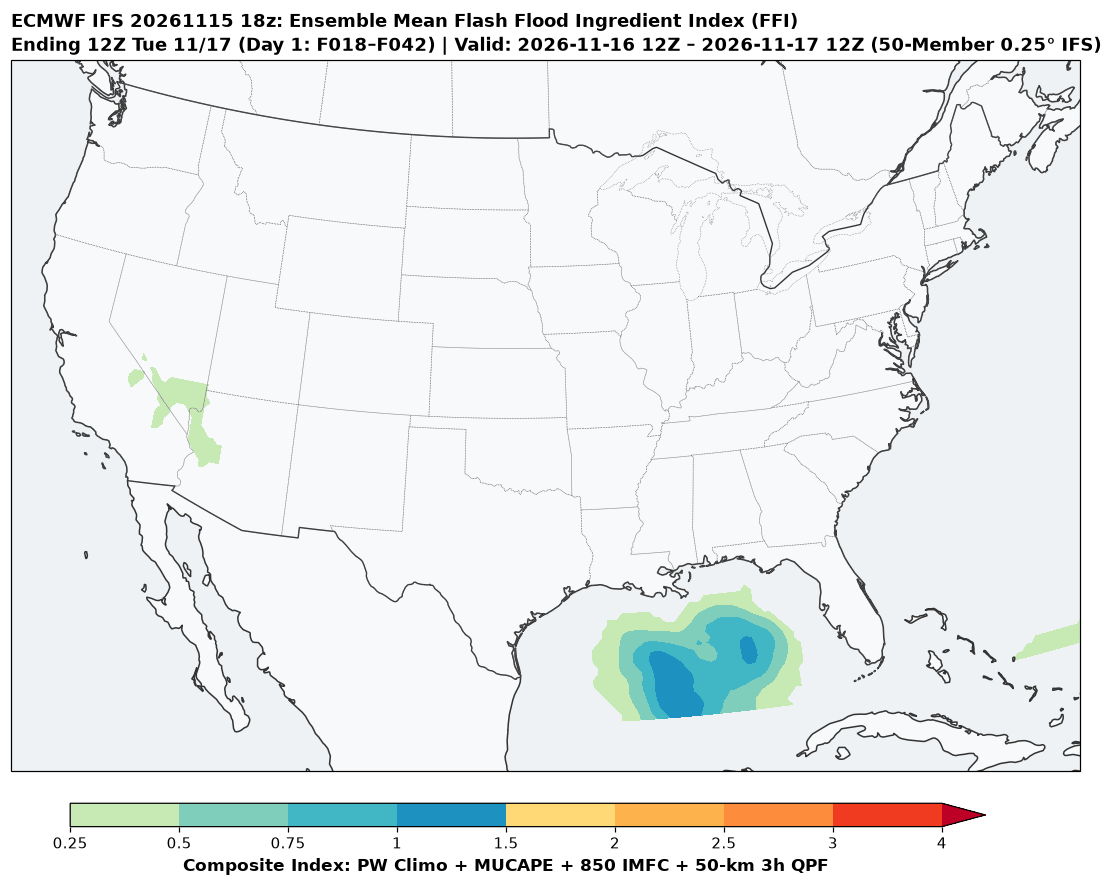 ECMWF IFS 20261115 18z: Ensemble Mean Flash Flood Ingredient Index (FFI)
Ending 12Z Tue 11/17 (Day 1: F018–F042) | Valid: 2026-11-16 12Z – 2026-11-17 12Z (50-Member 0.25° IFS)
0.25 0.5 0.75 1 1.5 2 2.5 3 4
Composite Index: PW Climo + MUCAPE + 850 IMFC + 50-km 3h QPF